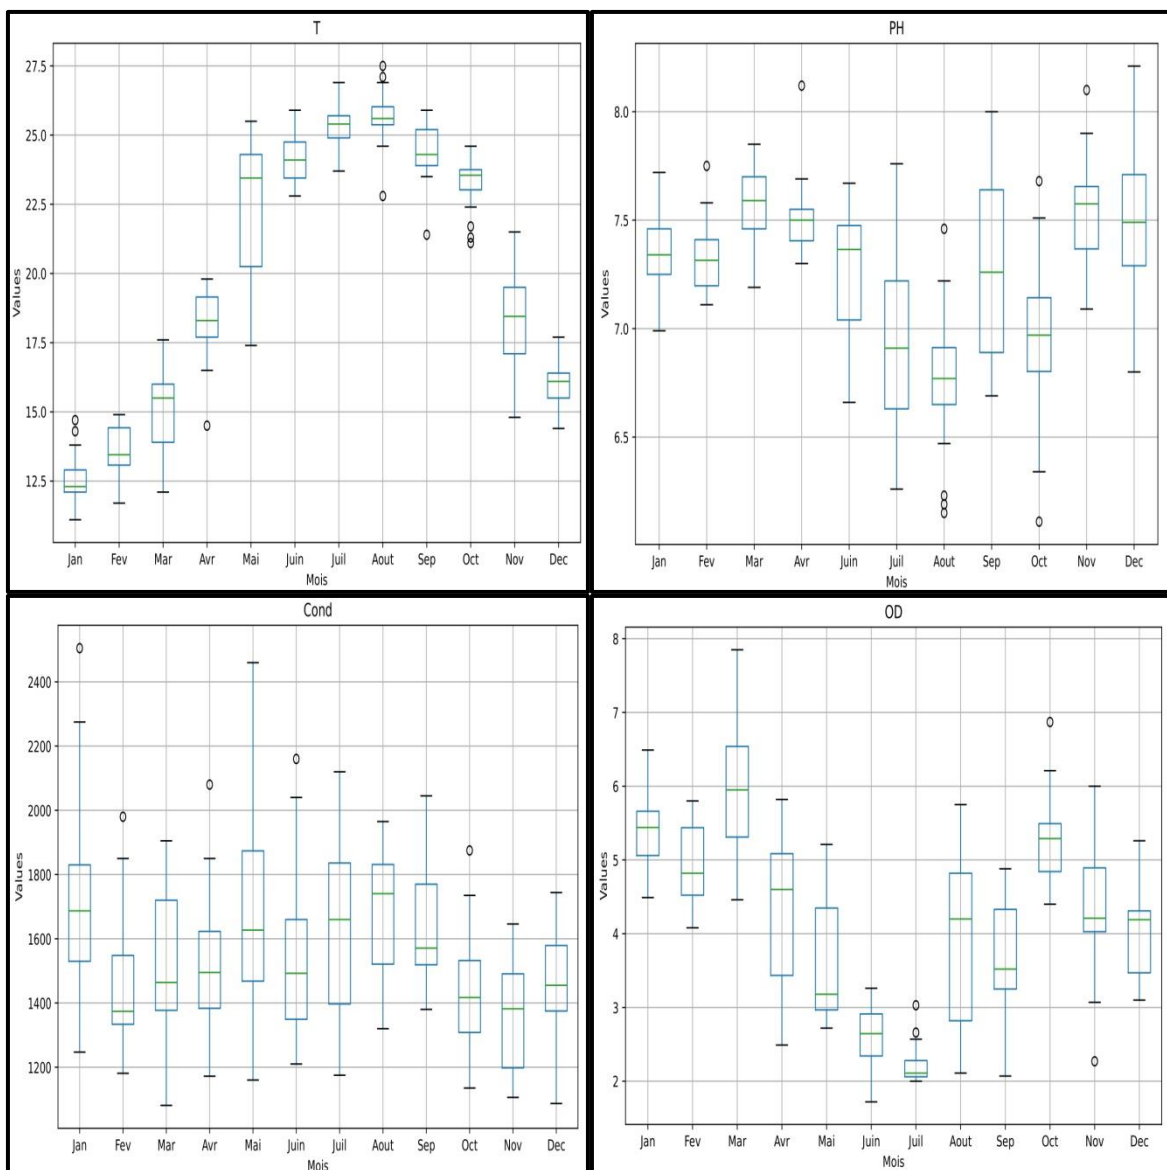 T
27.5
25.0
22.5
20.0
17.5
15.0
12.5
Values
Jan Fev Mar Avr Mai Juin Juil Aout Sep Oct Nov Dec
Mois
PH
8.0
7.5
7.0
6.5
Values
Jan Fev Mar Avr Juin Juil Aout Sep Oct Nov Dec
Mois
Cond
2400
2200
2000
1800
1600
1400
1200
Values
Jan Fev Mar Avr Mai Juin Juil Aout Sep Oct Nov Dec
Mois
OD
8
7
6
5
4
3
2
Values
Jan Fev Mar Avr Mai Juin Juil Aout Sep Oct Nov Dec
Mois